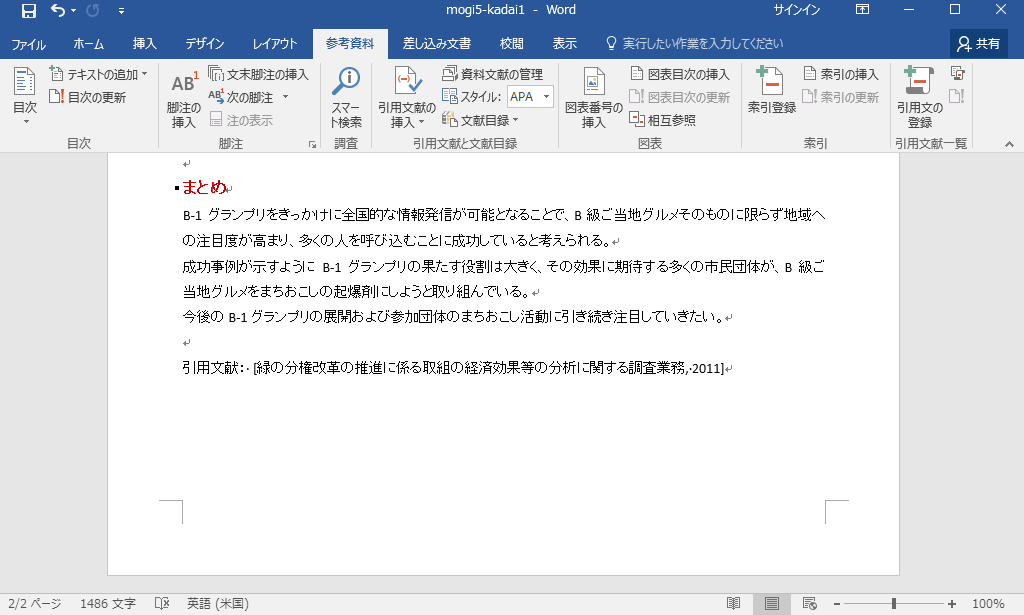 mogi5-kadai1 - Word
サインイン
ファイル ホーム 挿入 デザイン レイアウト 参考資料 差し込み文書 校閲 表示 実行したい作業を入力してください 共有
目次
テキストの追加
目次の更新
目次
AB1
脚注の
挿入
文末脚注の挿入
次の脚注
注の表示
脚注
スマー
ト検索
調査
引用文献の
挿入
資料文献の管理
スタイル: APA
文献目録
引用文献と文献目録
図表番号の
挿入
図表目次の挿入
図表目次の更新
相互参照
図表
索引登録
索引の挿入
索引の更新
索引
引用文の
登録
引用文献一覧
まとめ
B-1 グランプリをきっかけに全国的な情報発信が可能となることで、B 級ご当地グルメそのものに限らず地域へ
の注目度が高まり、多くの人を呼び込むことに成功していると考えられる。
成功事例が示すように B-1 グランプリの果たす役割は大きく、その効果に期待する多くの市民団体が、B 級ご
当地グルメをまちおこしの起爆剤にしようと取り組んでいる。
今後の B-1 グランプリの展開および参加団体のまちおこし活動に引き続き注目していきたい。
引用文献: [緑の分権改革の推進に係る取組の経済効果等の分析に関する調査業務, 2011]
2/2 ページ 1486 文字 英語 (米国) 100%